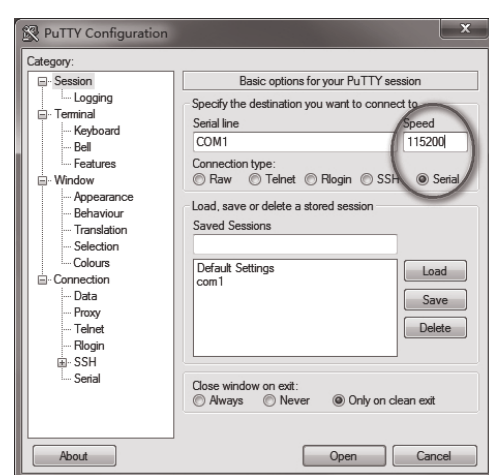 PuTTY Configuration
Category:
Session
Logging
Terminal
Keyboard
Bell
Features
Window
Appearance
Behaviour
Translation
Selection
Colours
Connection
Data
Proxy
Telnet
Rlogin
SSH
Serial
Basic options for your PuTTY session
Specify the destination you want to connect to
Serial line Speed
COM1 115200
Connection type:
Raw Telnet Rlogin SSH Serial
Load, save or delete a stored session
Saved Sessions
Default Settings
com1
Load
Save
Delete
Close window on exit:
Always Never Only on clean exit
About Open Cancel